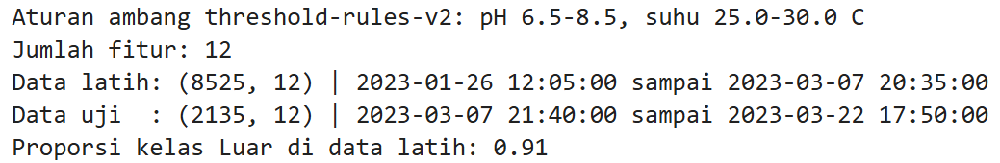 Aturan ambang threshold-rules-v2: pH 6.5-8.5, suhu 25.0-30.0 C
Jumlah fitur: 12
Data latih: (8525, 12) | 2023-01-26 12:05:00 sampai 2023-03-07 20:35:00
Data uji  : (2135, 12) | 2023-03-07 21:40:00 sampai 2023-03-22 17:50:00
Proporsi kelas Luar di data latih: 0.91